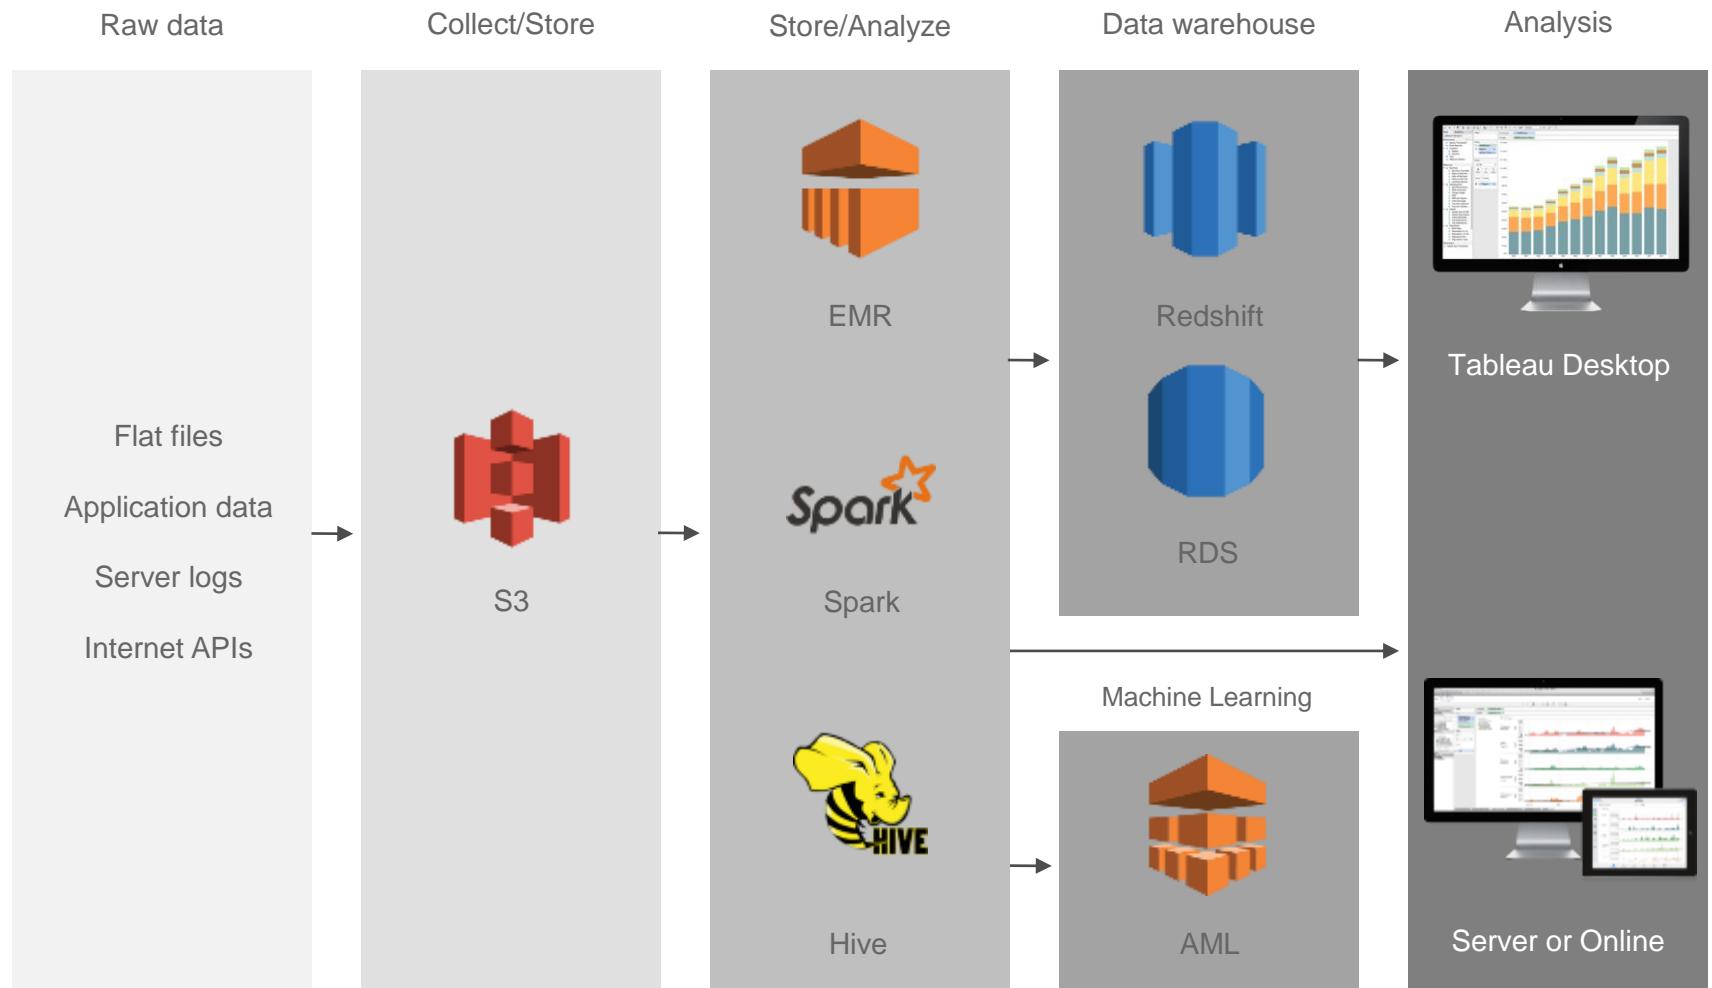 Raw data
Collect/Store
Store/Analyze
Data warehouse
Analysis
Flat files
Application data
Server logs
Internet APIs
S3
EMR
Spark
Spark
HIVE
Hive
Redshift
RDS
Machine Learning
AML
Tableau Desktop
Server or Online